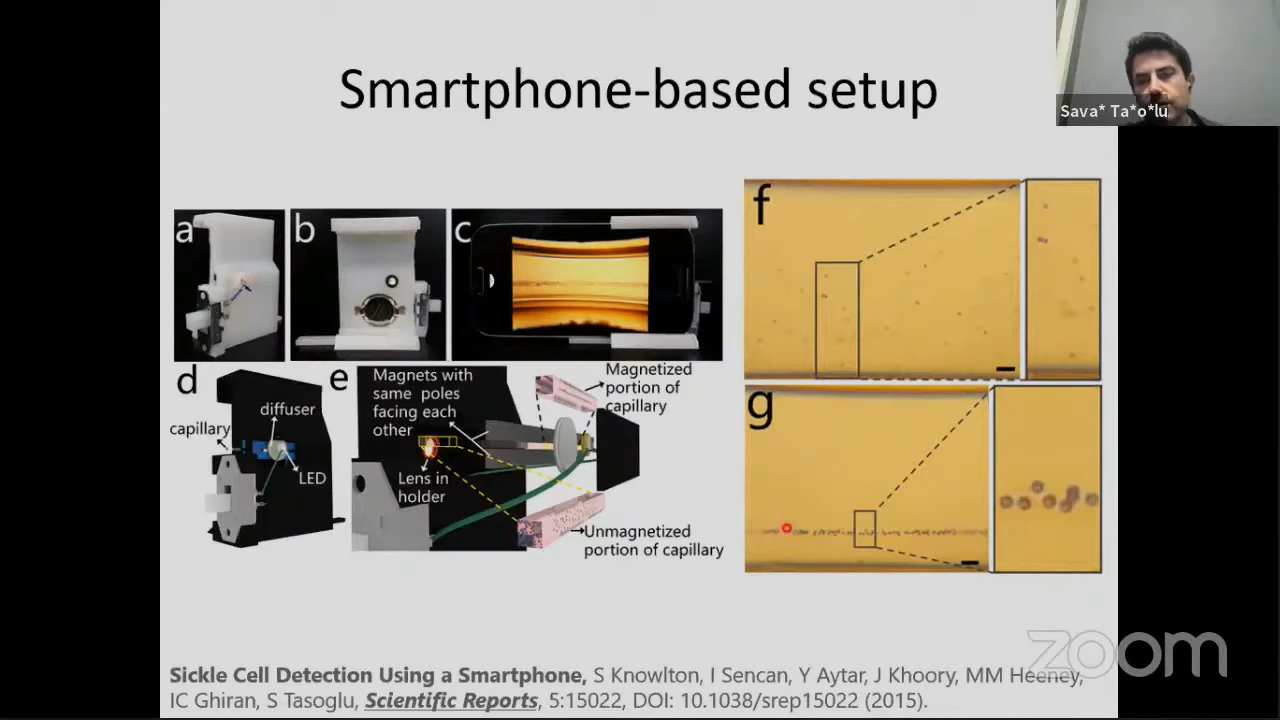 Smartphone-based setup
Sava* Ta*o*lu
a
b
c
d
capillary
diffuser
LED
e
Magnets with
same poles
facing each
other
Lens in
holder
Magnetized
portion of
capillary
Unmagnetized
portion of capillary
f
g
Sickle Cell Detection Using a Smartphone, S Knowlton, I Sencan, Y Aytar, J Khoory, MM Heeney,
IC Ghiran, S Tasoglu, Scientific Reports, 5:15022, DOI: 10.1038/srep15022 (2015).
zoom